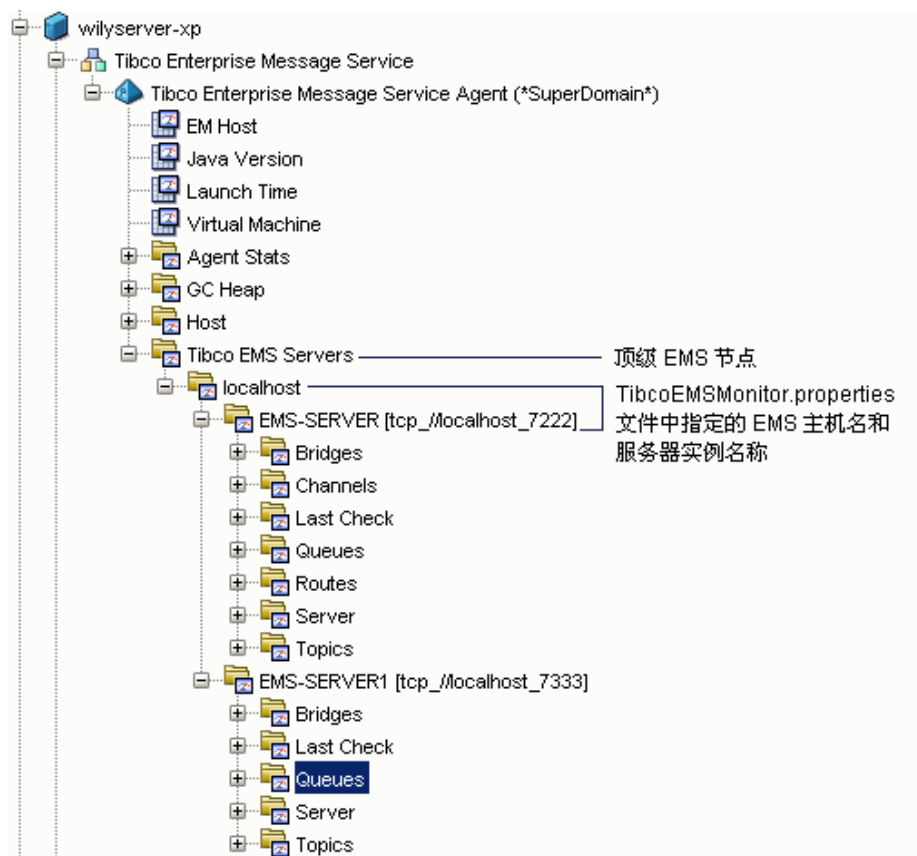 wilyserver-xp
Tibco Enterprise Message Service
Tibco Enterprise Message Service Agent (*SuperDomain*)
EM Host
Java Version
Launch Time
Virtual Machine
Agent Stats
GC Heap
Host
Tibco EMS Servers
顶级 EMS 节点
localhost
TibcoEMSMonitor.properties
文件中指定的 EMS 主机名和
服务器实例名称
EMS-SERVER [tcp_//localhost_7222]
Bridges
Channels
Last Check
Queues
Routes
Server
Topics
EMS-SERVER1 [tcp_//localhost_7333]
Bridges
Last Check
Queues
Server
Topics